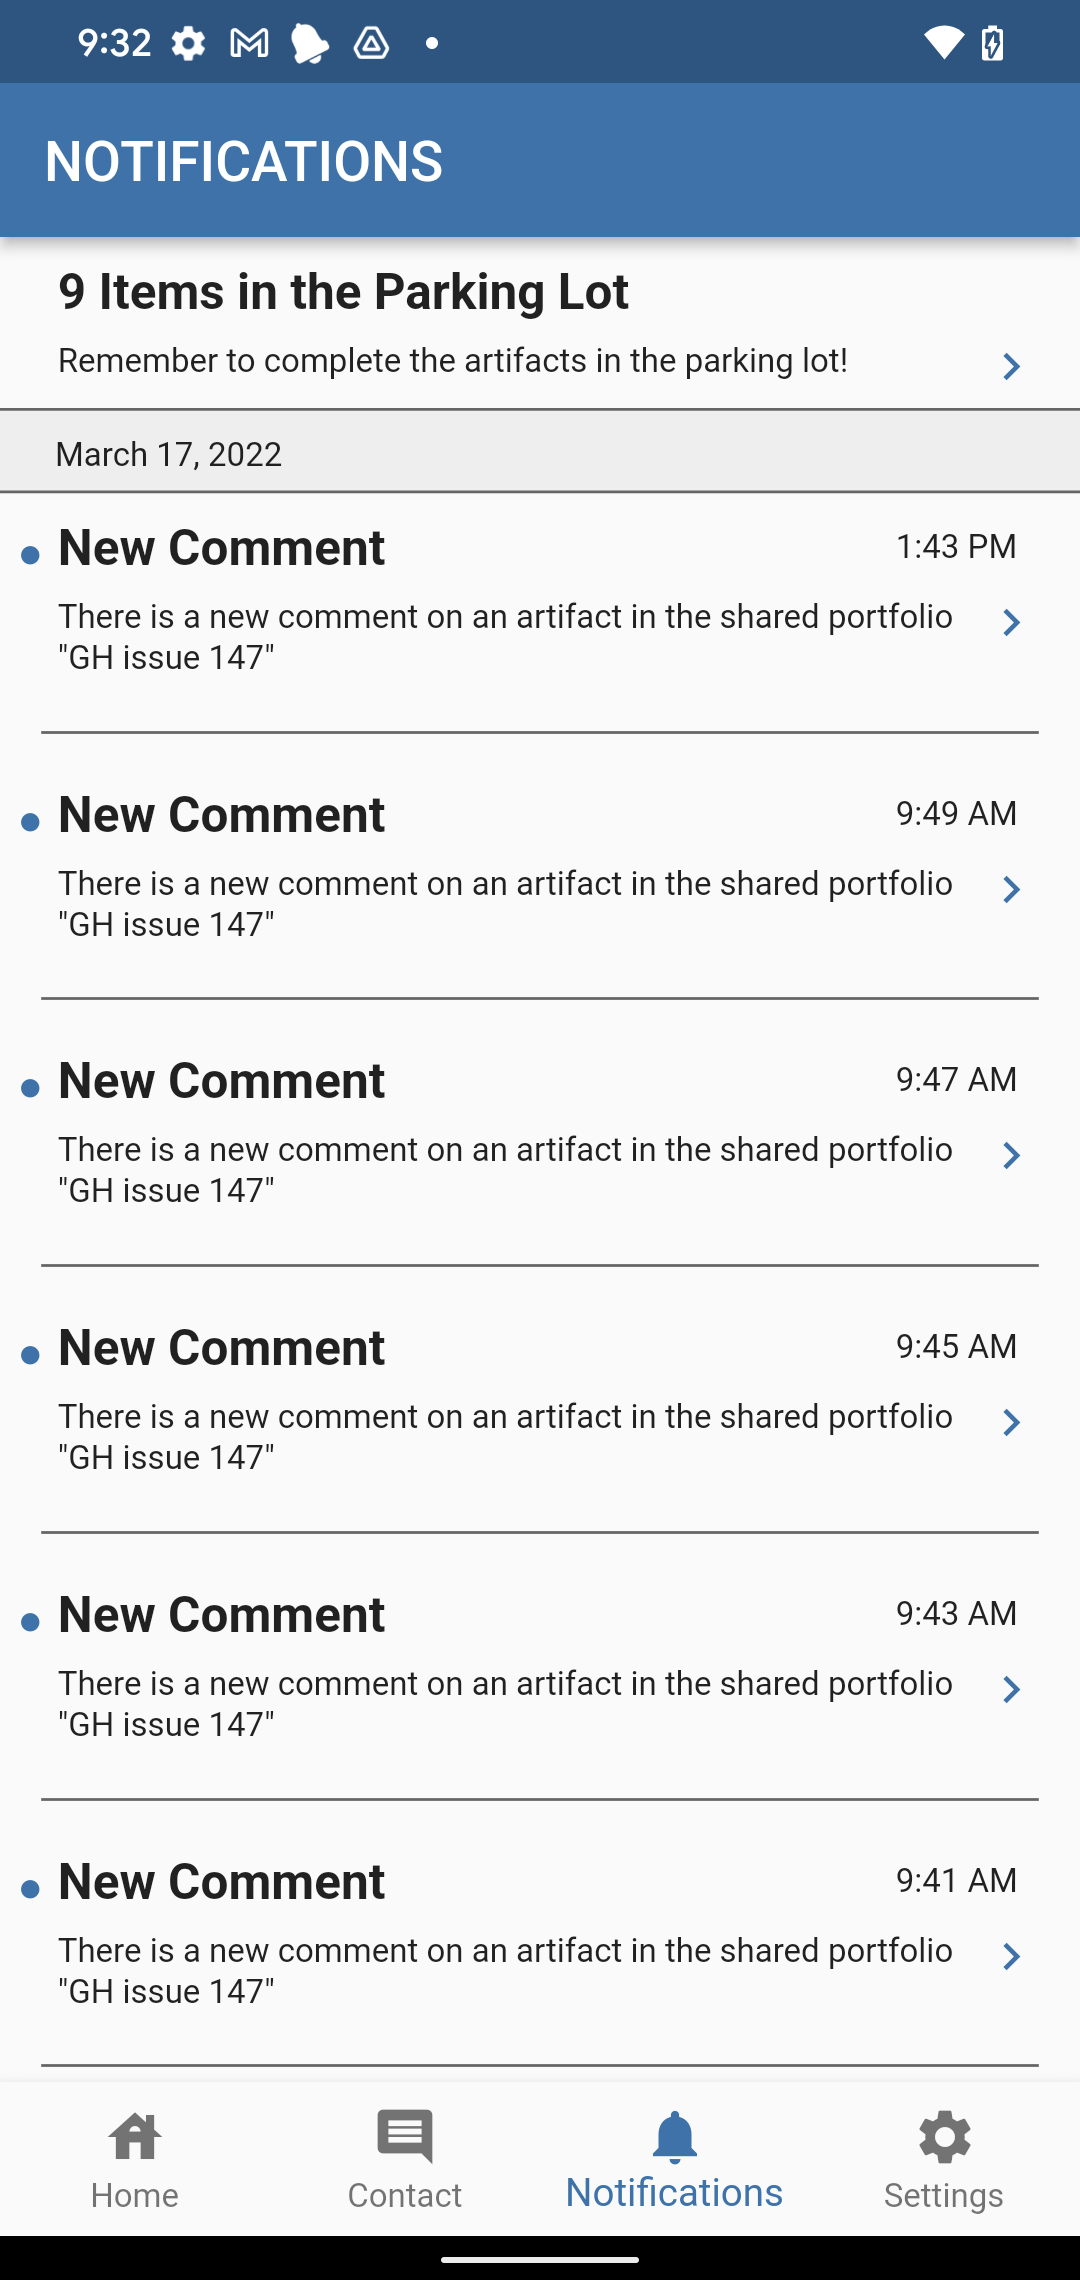 9:32
NOTIFICATIONS
9 Items in the Parking Lot
Remember to complete the artifacts in the parking lot!
March 17, 2022
New Comment
1:43 PM
There is a new comment on an artifact in the shared portfolio
"GH issue 147"
New Comment
9:49 AM
There is a new comment on an artifact in the shared portfolio
"GH issue 147"
New Comment
9:47 AM
There is a new comment on an artifact in the shared portfolio
"GH issue 147"
New Comment
9:45 AM
There is a new comment on an artifact in the shared portfolio
"GH issue 147"
New Comment
9:43 AM
There is a new comment on an artifact in the shared portfolio
"GH issue 147"
New Comment
9:41 AM
There is a new comment on an artifact in the shared portfolio
"GH issue 147"
Home
Contact
Notifications
Settings